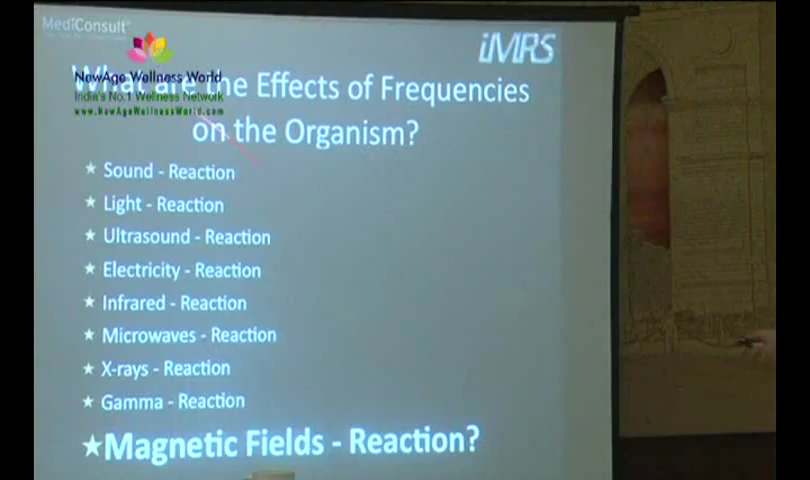 MediConsult
iMRS
NewAge Wellness World
India's No.1 Wellness Network
www.NewAgeWellnessWorld.com
What are the Effects of Frequencies
on the Organism?
Sound - Reaction
Light - Reaction
Ultrasound - Reaction
Electricity - Reaction
Infrared - Reaction
Microwaves - Reaction
X-rays - Reaction
Gamma - Reaction
Magnetic Fields - Reaction?